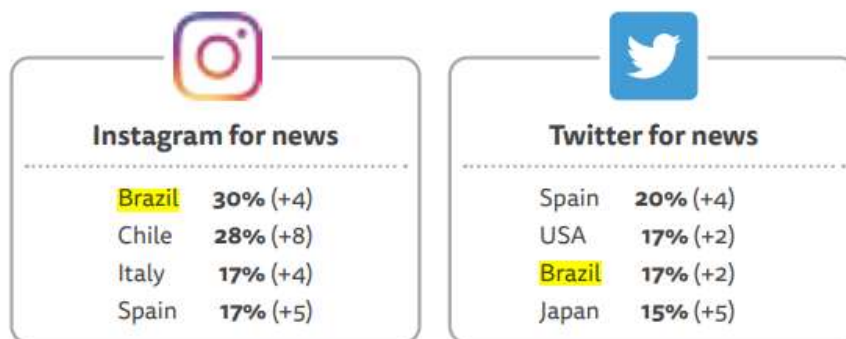 Instagram for news
Brazil 30% (+4)
Chile 28% (+8)
Italy 17% (+4)
Spain 17% (+5)
Twitter for news
Spain 20% (+4)
USA 17% (+2)
Brazil 17% (+2)
Japan 15% (+5)